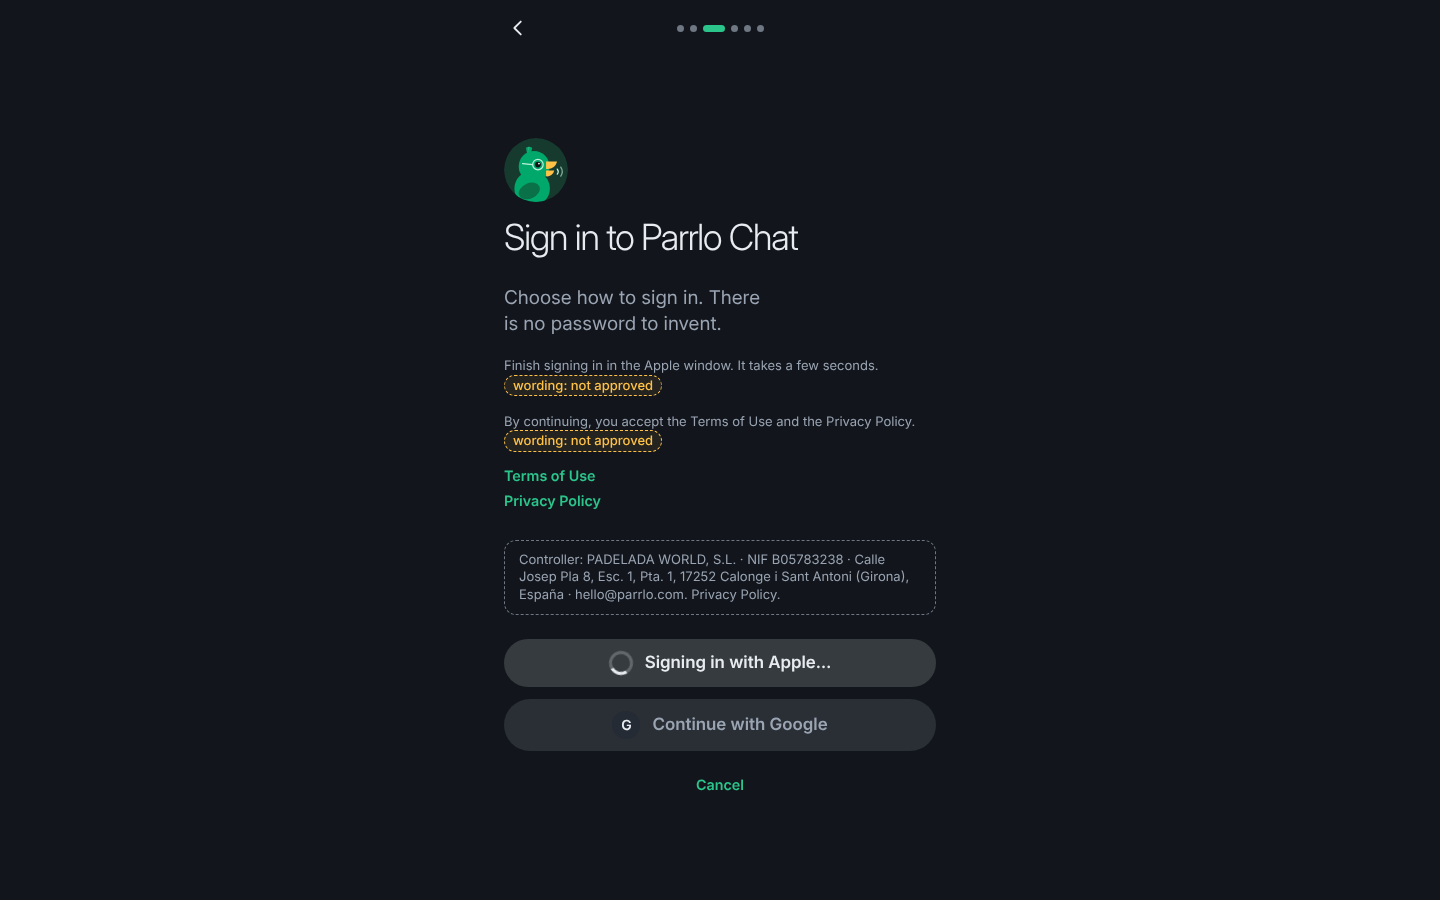 Sign in to Parrlo Chat
Choose how to sign in. There
is no password to invent.
Finish signing in in the Apple window. It takes a few seconds.
wording: not approved
By continuing, you accept the Terms of Use and the Privacy Policy.
wording: not approved
Terms of Use
Privacy Policy
Controller: PADELADA WORLD, S.L. · NIF B05783238 · Calle
Josep Pla 8, Esc. 1, Pta. 1, 17252 Calonge i Sant Antoni (Girona),
España · hello@parrlo.com. Privacy Policy.
Signing in with Apple...
G Continue with Google
Cancel